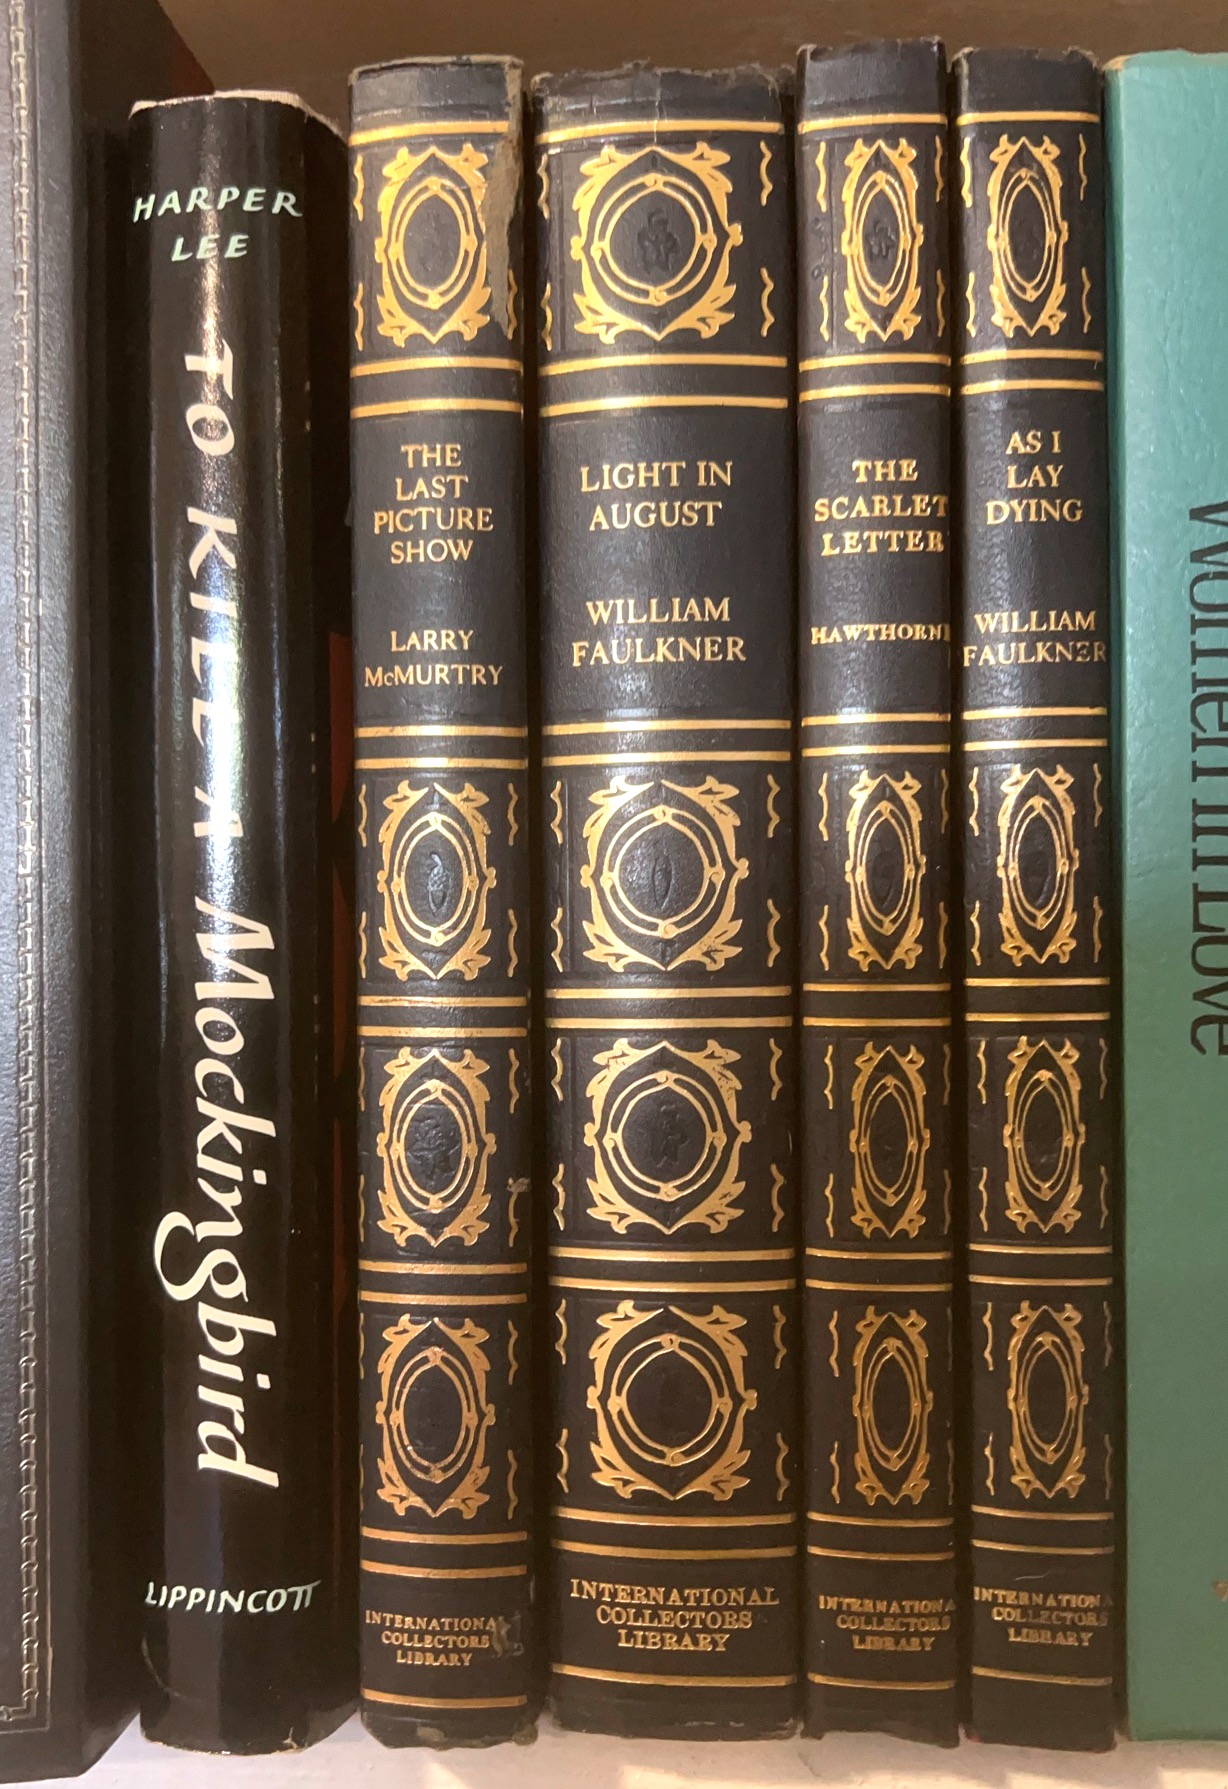 HARPER
LEE
TO KILL A Mockingbird
LIPPINCOTT
THE
LAST
PICTURE
SHOW
LARRY
McMURTRY
INTERNATIONAL
COLLECTORS
LIBRARY
LIGHT IN
AUGUST
WILLIAM
FAULKNER
INTERNATIONAL
COLLECTORS
LIBRARY
THE
SCARLET
LETTER
HAWTHORNE
INTERNATIONAL
COLLECTORS
LIBRARY
AS I
LAY
DYING
WILLIAM
FAULKNER
INTERNATIONAL
COLLECTORS
LIBRARY
women in Love